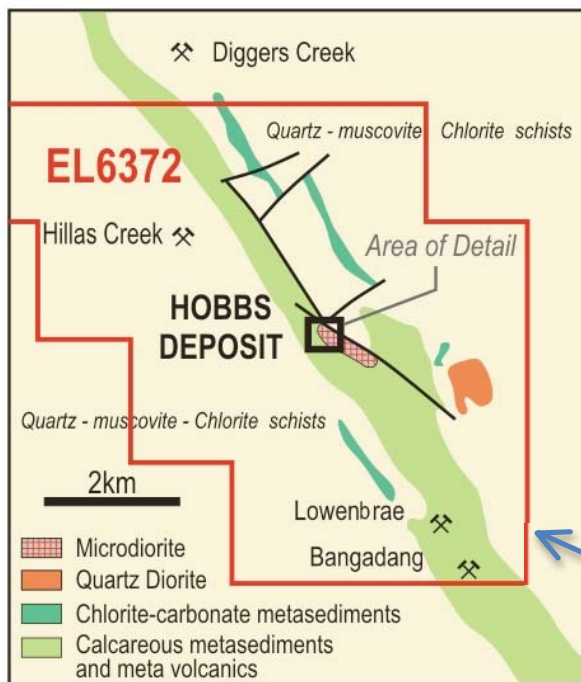 Diggers Creek
Quartz - muscovite Chlorite schists
EL6372
Hillas Creek
Area of Detail
HOBBS
DEPOSIT
Quartz - muscovite - Chlorite schists
2km
Lowenbrae
Bangadang
Microdiorite
Quartz Diorite
Chlorite-carbonate metasediments
Calcareous metasediments
and meta volcanics